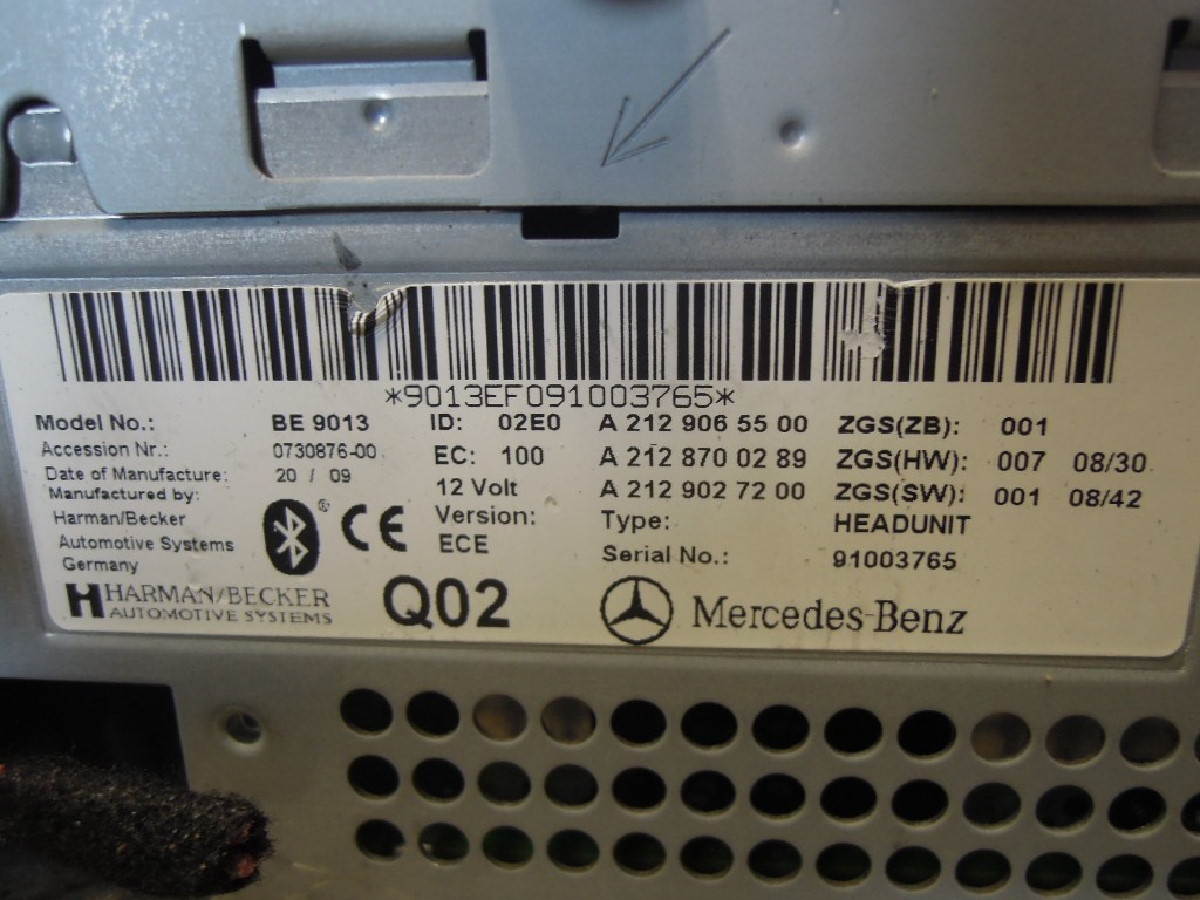 *9013EF091003765*
Model No.: BE 9013 ID: 02E0 A 212 906 55 00 ZGS(ZB): 001
Accession Nr.: 0730876-00 EC: 100 A 212 870 02 89 ZGS(HW): 007 08/30
Date of Manufacture: 20 / 09 12 Volt A 212 902 72 00 ZGS(SW): 001 08/42
Manufactured by: Version: Type: HEADUNIT
Harman/Becker ® CE ECE Serial No.: 91003765
Automotive Systems
Germany
HARMAN/BECKER Q02 Mercedes-Benz
AUTOMOTIVE SYSTEMS